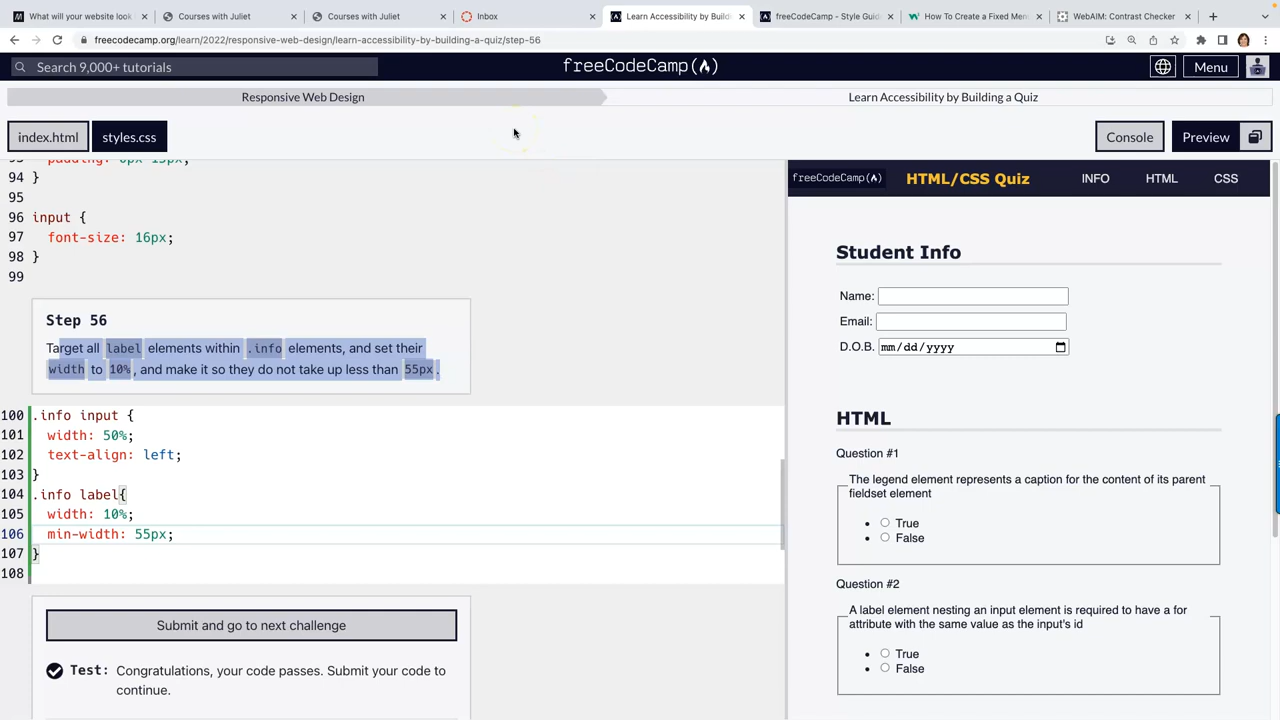 What will your website look
Courses with Juliet
Courses with Juliet
Inbox
Learn Accessibility by Build
freeCodeCamp - Style Guid
How To Create a Fixed Men
WebAIM: Contrast Checker
freecodecamp.org/learn/2022/responsive-web-design/learn-accessibility-by-building-a-quiz/step-56
Search 9,000+ tutorials
freeCodeCamp
Menu
Responsive Web Design
Learn Accessibility by Building a Quiz
index.html
styles.css
Console
Preview
93 padding: 0px 15px;
94 }
95
96 input {
97 font-size: 16px;
98 }
99
Step 56
Target all label elements within .info elements, and set their
width to 10%, and make it so they do not take up less than 55px.
100 .info input {
101 width: 50%;
102 text-align: left;
103 }
104 .info label{
105 width: 10%;
106 min-width: 55px;
107 }
108
Submit and go to next challenge
Test: Congratulations, your code passes. Submit your code to
continue.
freeCodeCamp
HTML/CSS Quiz
INFO
HTML
CSS
Student Info
Name:
Email:
D.O.B. mm/dd/yyyy
HTML
Question #1
The legend element represents a caption for the content of its parent
fieldset element
True
False
Question #2
A label element nesting an input element is required to have a for
attribute with the same value as the input's id
True
False